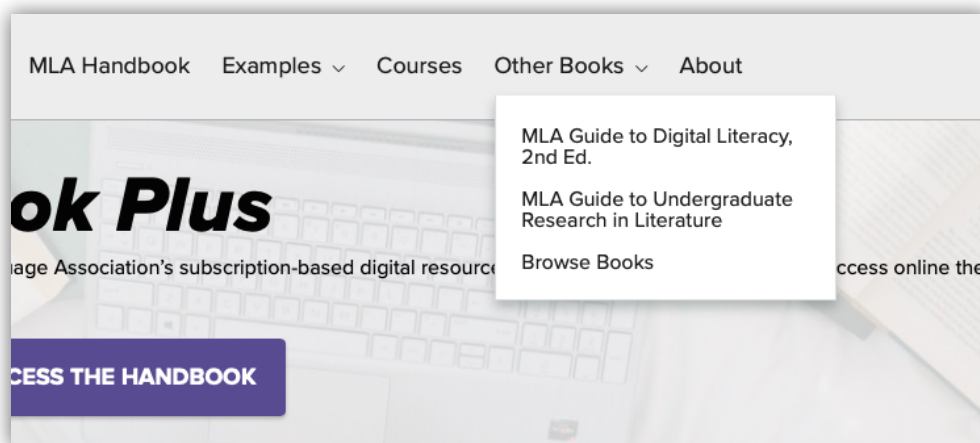 MLA Handbook Examples Courses Other Books About
MLA Guide to Digital Literacy,
2nd Ed.
MLA Guide to Undergraduate
Research in Literature
Browse Books
ok Plus
age Association's subscription-based digital resource ccess online the
CESS THE HANDBOOK